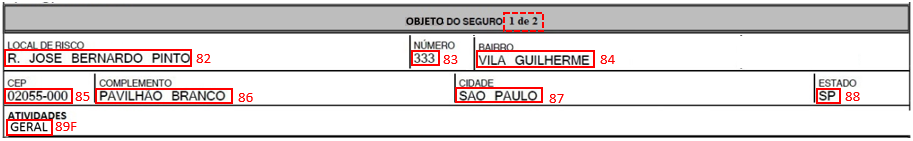 OBJETO DO SEGURO 1 de 2
LOCAL DE RISCO NÚMERO BAIRRO
R. JOSE BERNARDO PINTO 82 333 83 VILA GUILHERME 84
CEP COMPLEMENTO CIDADE ESTADO
02055-000 85 PAVILHAO BRANCO 86 SAO PAULO 87 SP 88
ATIVIDADES
GERAL 89F